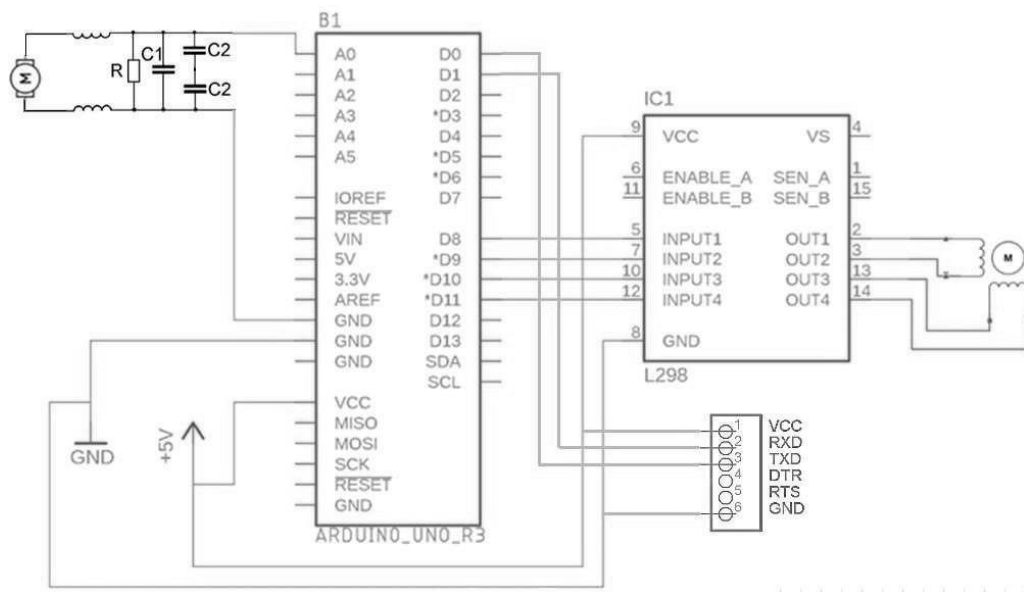 B1
M
R
C1
C2
C2
A0
A1
A2
A3
A4
A5
IOREF
RESET
VIN
5V
3.3V
AREF
GND
GND
GND
VCC
MISO
MOSI
SCK
RESET
GND
D0
D1
D2
*D3
D4
*D5
*D6
D7
D8
*D9
*D10
*D11
D12
D13
SDA
SCL
ARDUINO_UNO_R3
GND
+5V
IC1
9 VCC VS 4
6 ENABLE_A SEN_A 1
11 ENABLE_B SEN_B 15
5 INPUT1 OUT1 2
7 INPUT2 OUT2 3
10 INPUT3 OUT3 13
12 INPUT4 OUT4 14
8 GND
L298
M
1 VCC
2 RXD
3 TXD
4 DTR
5 RTS
6 GND